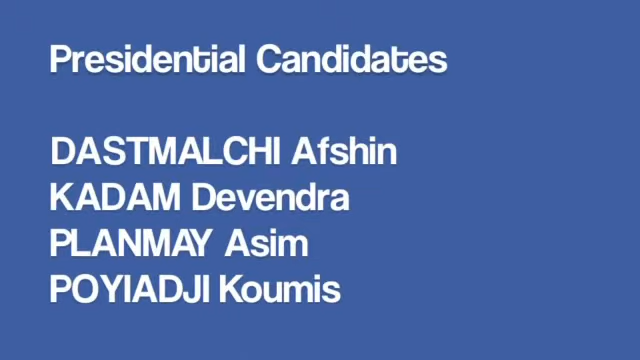 Presidential Candidates
DASTMALCHI Afshin
KADAM Devendra
PLANMAY Asim
POYIADJI Koumis